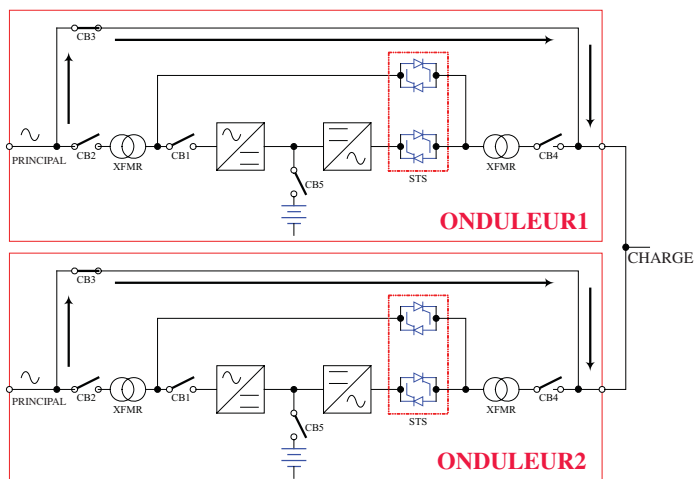 CB3
PRINCIPAL
CB2
XFMR
CB1
CB5
STS
XFMR
CB4
ONDULEUR1
CHARGE
CB3
PRINCIPAL
CB2
XFMR
CB1
CB5
STS
XFMR
CB4
ONDULEUR2